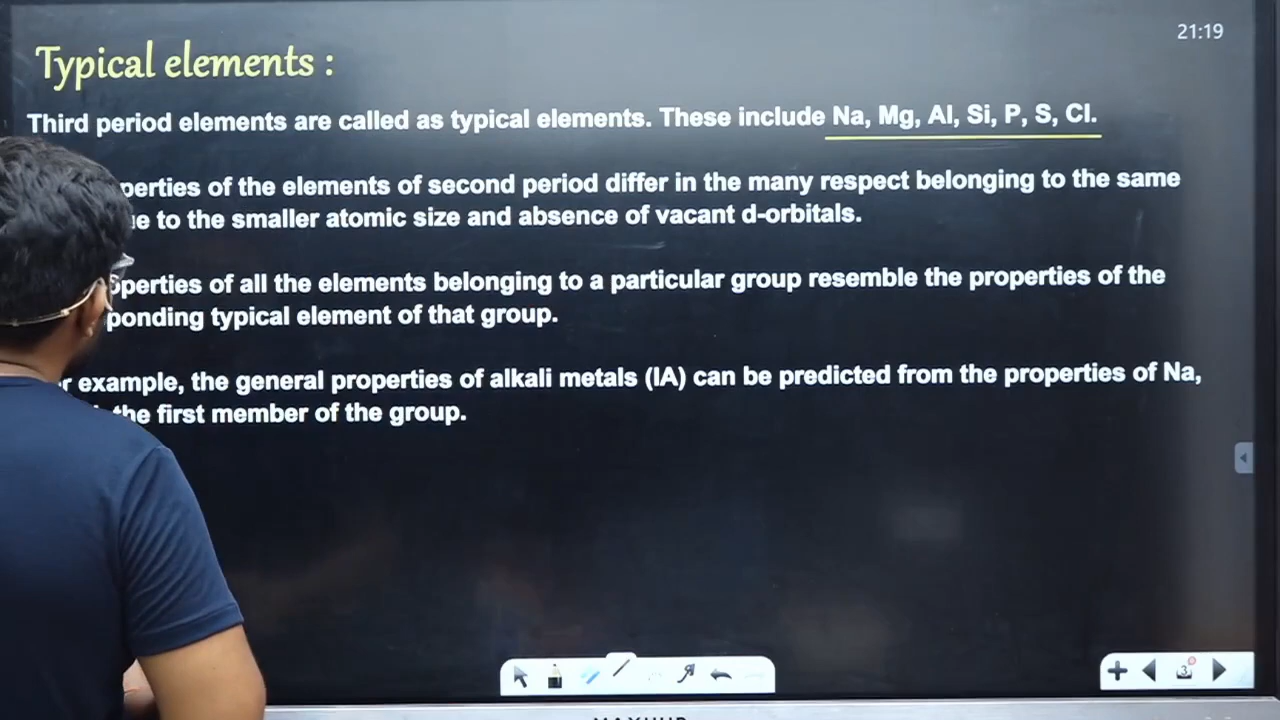 21:19
Typical elements :
Third period elements are called as typical elements. These include Na, Mg, Al, Si, P, S, Cl.
perties of the elements of second period differ in the many respect belonging to the same
to the smaller atomic size and absence of vacant d-orbitals.
perties of all the elements belonging to a particular group resemble the properties of the
ponding typical element of that group.
example, the general properties of alkali metals (IA) can be predicted from the properties of Na,
the first member of the group.